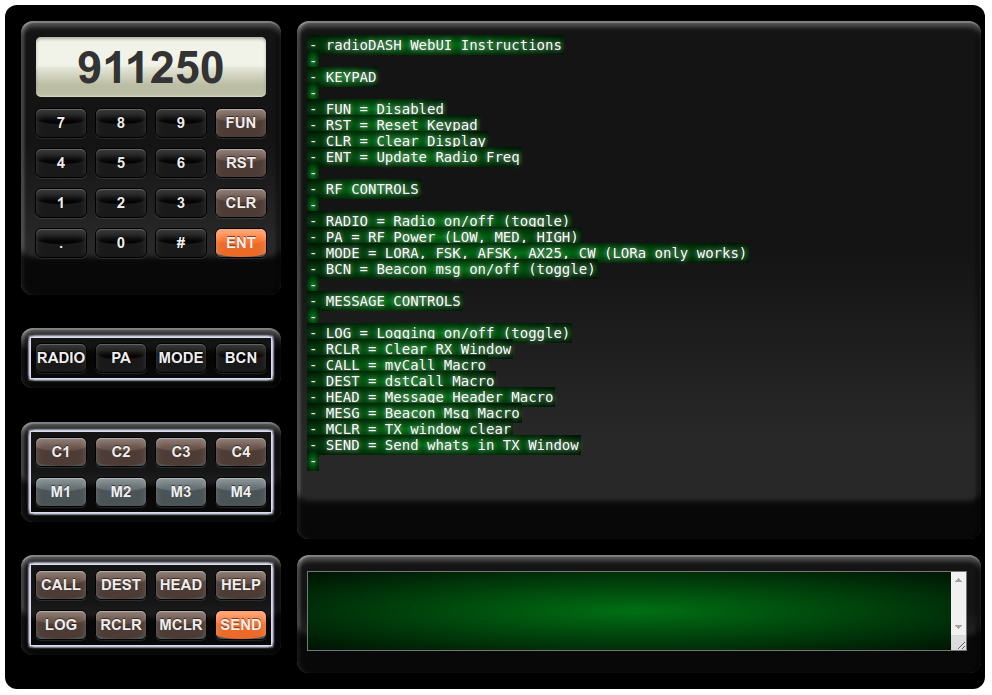 911250
7 8 9 FUN
4 5 6 RST
1 2 3 CLR
. 0 # ENT
RADIO PA MODE BCN
C1 C2 C3 C4
M1 M2 M3 M4
CALL DEST HEAD HELP
LOG RCLR MCLR SEND
- radioDASH WebUI Instructions
-
- KEYPAD
-
- FUN = Disabled
- RST = Reset Keypad
- CLR = Clear Display
- ENT = Update Radio Freq
-
- RF CONTROLS
-
- RADIO = Radio on/off (toggle)
- PA = RF Power (LOW, MED, HIGH)
- MODE = LORA, FSK, AFSK, AX25, CW (LORa only works)
- BCN = Beacon msg on/off (toggle)
-
- MESSAGE CONTROLS
-
- LOG = Logging on/off (toggle)
- RCLR = Clear RX Window
- CALL = myCall Macro
- DEST = dstCall Macro
- HEAD = Message Header Macro
- MESG = Beacon Msg Macro
- MCLR = TX window clear
- SEND = Send whats in TX Window
-